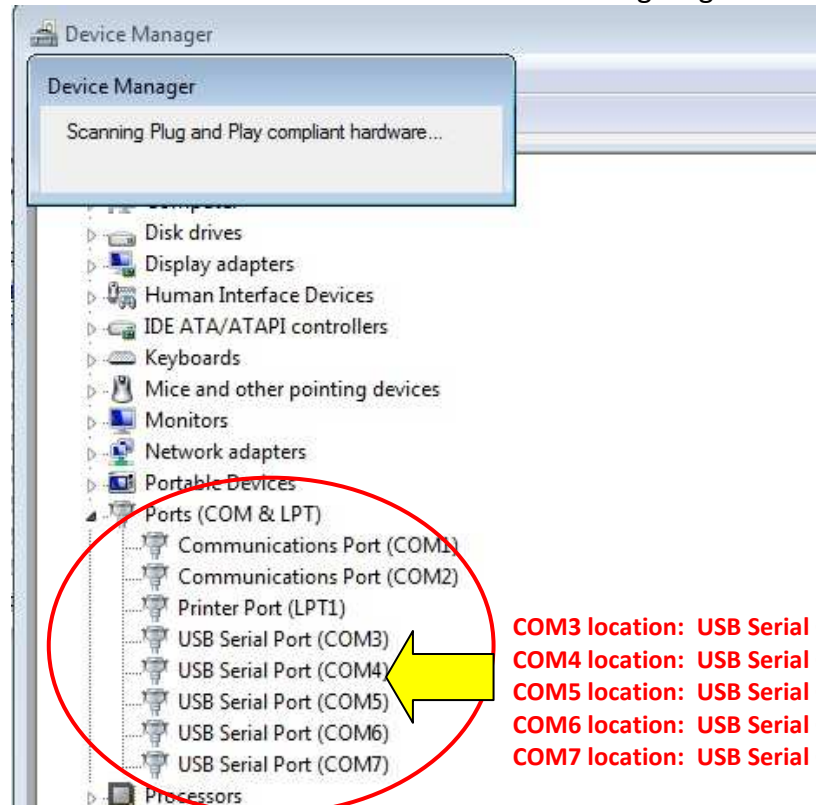 Device Manager
Device Manager
Scanning Plug and Play compliant hardware...
Disk drives
Display adapters
Human Interface Devices
IDE ATA/ATAPI controllers
Keyboards
Mice and other pointing devices
Monitors
Network adapters
Portable Devices
Ports (COM & LPT)
Communications Port (COM1)
Communications Port (COM2)
Printer Port (LPT1)
USB Serial Port (COM3)
USB Serial Port (COM4)
USB Serial Port (COM5)
USB Serial Port (COM6)
USB Serial Port (COM7)
Processors
COM3 location: USB Serial
COM4 location: USB Serial
COM5 location: USB Serial
COM6 location: USB Serial
COM7 location: USB Serial